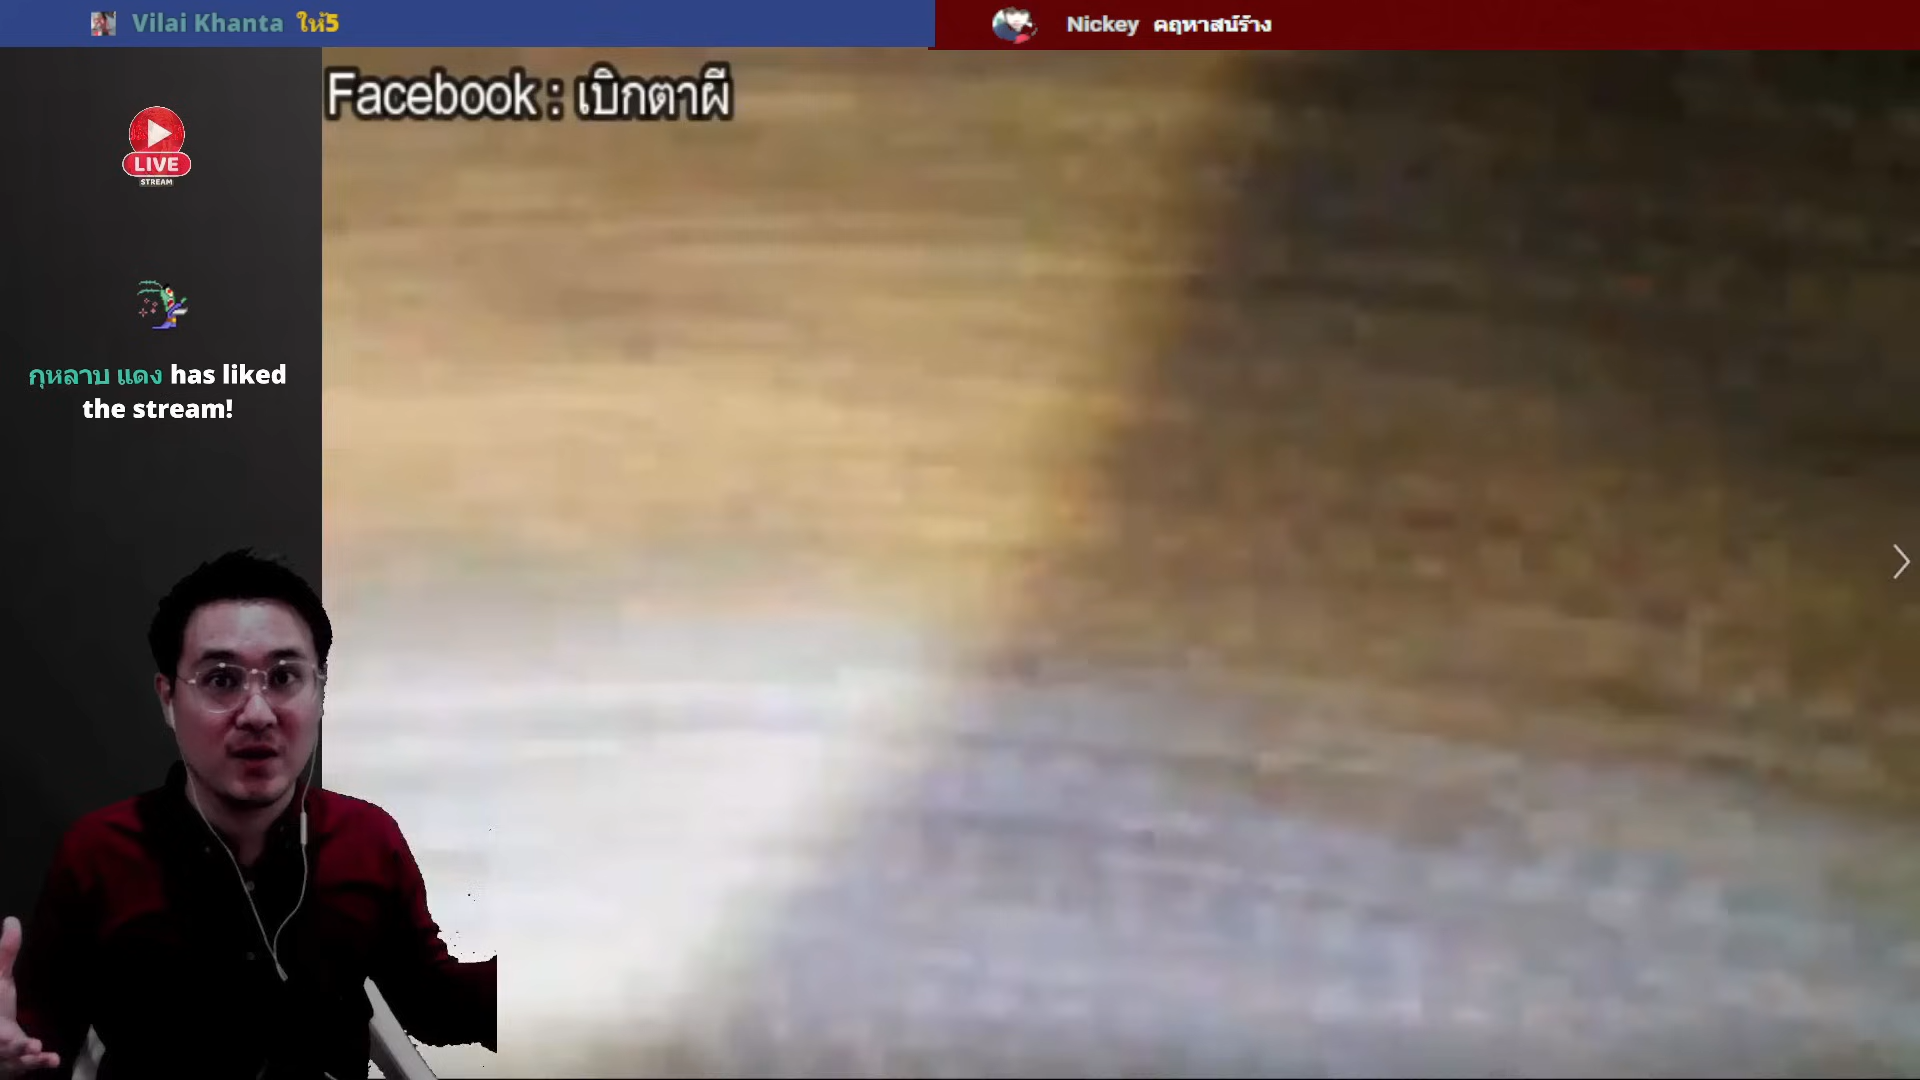 Vilai Khanta ให้5
Nickey คฤหาสน์ร้าง
Facebook : เบิกตาผี
LIVE
STREAM
กุหลาบ แดง has liked
the stream!